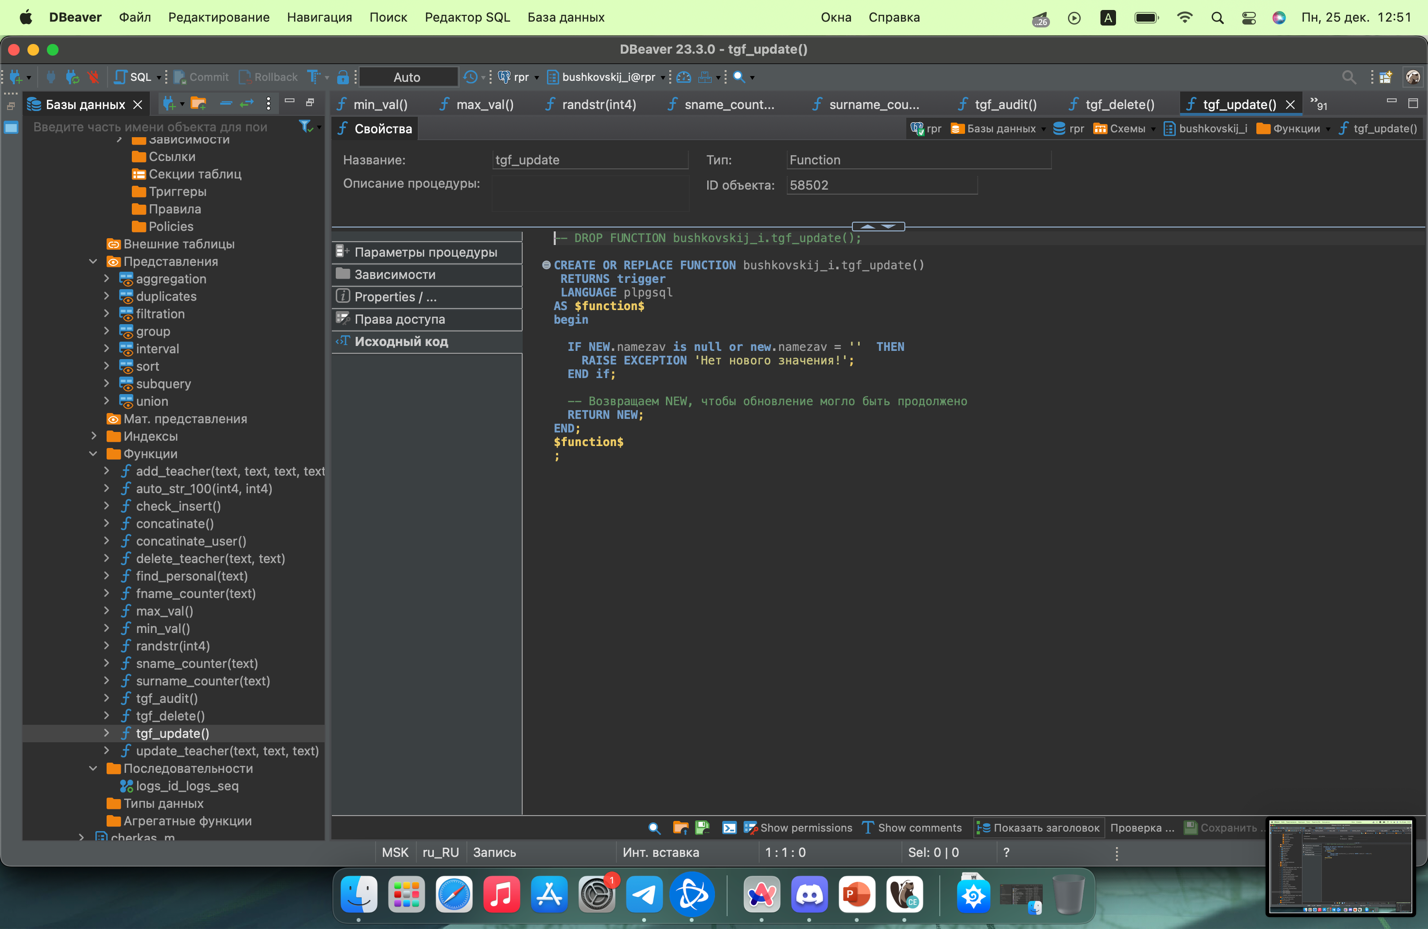 DBeaver Файл Редактирование Навигация Поиск Редактор SQL База данных Окна Справка Пн, 25 дек. 12:51
DBeaver 23.3.0 - tgf_update()
SQL Commit Rollback Auto rpr bushkovskij_i@rpr
Базы данных
Введите часть имени объекта для пои
Зависимости
Ссылки
Секции таблиц
Триггеры
Правила
Policies
Внешние таблицы
Представления
aggregation
duplicates
filtration
group
interval
sort
subquery
union
Мат. представления
Индексы
Функции
add_teacher(text, text, text, text
auto_str_100(int4, int4)
check_insert()
concatinate()
concatinate_user()
delete_teacher(text, text)
find_personal(text)
fname_counter(text)
max_val()
min_val()
randstr(int4)
sname_counter(text)
surname_counter(text)
tgf_audit()
tgf_delete()
tgf_update()
update_teacher(text, text, text)
Последовательности
logs_id_logs_seq
Типы данных
Агрегатные функции
cherkas_m
min_val() max_val() randstr(int4) sname_count... surname_cou... tgf_audit() tgf_delete() tgf_update() 91
Свойства rpr Базы данных rpr Схемы bushkovskij_i Функции tgf_update()
Название: tgf_update Тип: Function
Описание процедуры: ID объекта: 58502
Параметры процедуры
Зависимости
Properties / ...
Права доступа
Исходный код
-- DROP FUNCTION bushkovskij_i.tgf_update();
CREATE OR REPLACE FUNCTION bushkovskij_i.tgf_update()
RETURNS trigger
LANGUAGE plpgsql
AS $function$
begin
IF NEW.namezav is null or new.namezav = '' THEN
RAISE EXCEPTION 'Нет нового значения!';
END if;
-- Возвращаем NEW, чтобы обновление могло быть продолжено
RETURN NEW;
END;
$function$
;
Show permissions Show comments Показать заголовок Проверка ... Сохранить ..
MSK ru_RU Запись Инт. вставка 1 : 1 : 0 Sel: 0 | 0 ?
1